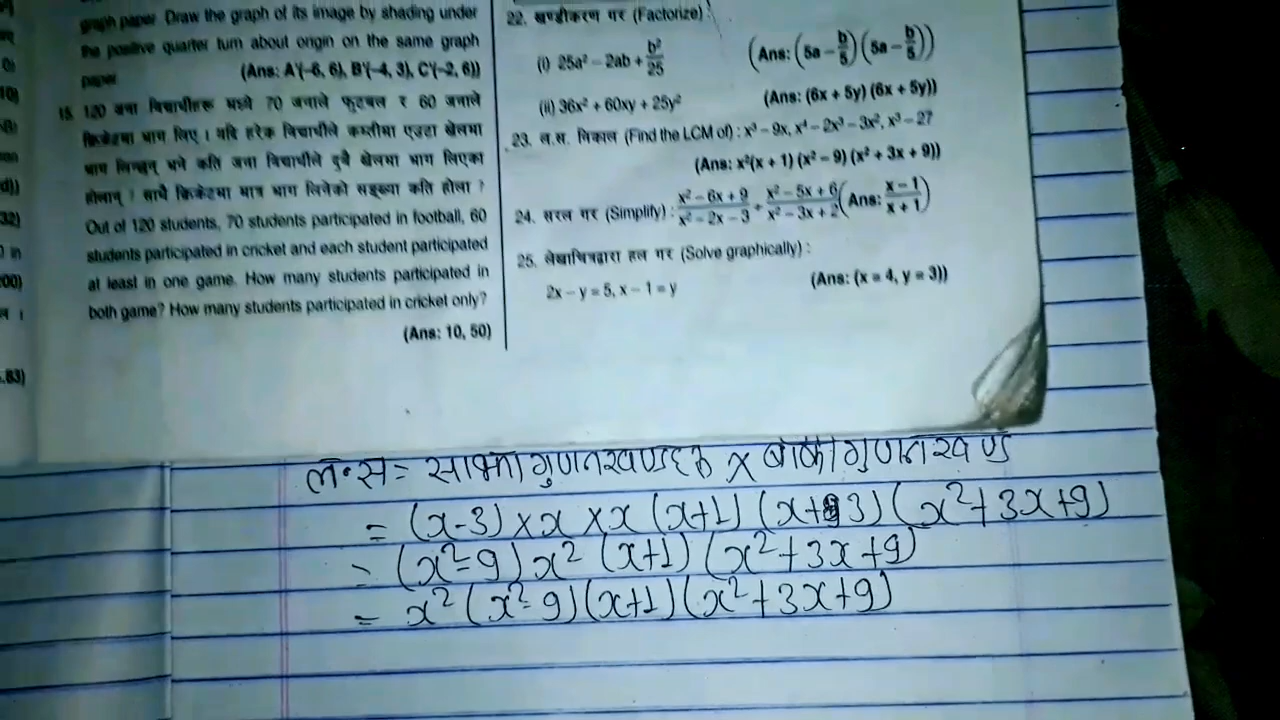 graph paper. Draw the graph of its image by shading under
the positive quarter turn about origin on the same graph
paper.
(Ans: A'(-6, 6), B'(-4, 3), C'(-2, 6))
15. 120 जना विद्यार्थीहरू मध्ये 70 जनाले फूटबल र 60 जनाले
क्रिकेटमा भाग लिए । यदि हरेक विद्यार्थीले कम्तीमा एउटा खेलमा
भाग लिन्छन् भने कति जना विद्यार्थीले दुवै खेलमा भाग लिएका
होलान् ? साथै क्रिकेटमा मात्र भाग लिनेको सङ्ख्या कति होला ?
Out of 120 students, 70 students participated in football, 60
students participated in cricket and each student participated
at least in one game. How many students participated in
both game? How many students participated in cricket only?
(Ans: 10, 50)
22. खण्डीकरण गर (Factorize) :
(i) 25a² – 2ab + b²/25 (Ans: (5a – b/5) (5a – b/5))
(ii) 36x² + 60xy + 25y² (Ans: (6x + 5y) (6x + 5y))
23. ल.स. निकाल (Find the LCM of) : x³ – 9x, x⁴ – 2x³ – 3x², x³ – 27
(Ans: x²(x + 1) (x² – 9) (x² + 3x + 9))
24. सरल गर (Simplify) : x² – 6x + 9/x² – 2x – 3 ÷ x² – 5x + 6/x² – 3x + 2 (Ans: x – 1/x + 1)
25. लेखाचित्रद्वारा हल गर (Solve graphically) :
2x – y = 5, x – 1 = y (Ans: (x = 4, y = 3))
ल.स = साझा गुणनखण्डहरू × बाँकी गुणनखण्ड
= (x-3) × x × x (x+1) (x+3) (x²+3x+9)
= (x²-9) x² (x+1) (x²+3x+9)
= x² (x²-9) (x+1) (x²+3x+9)